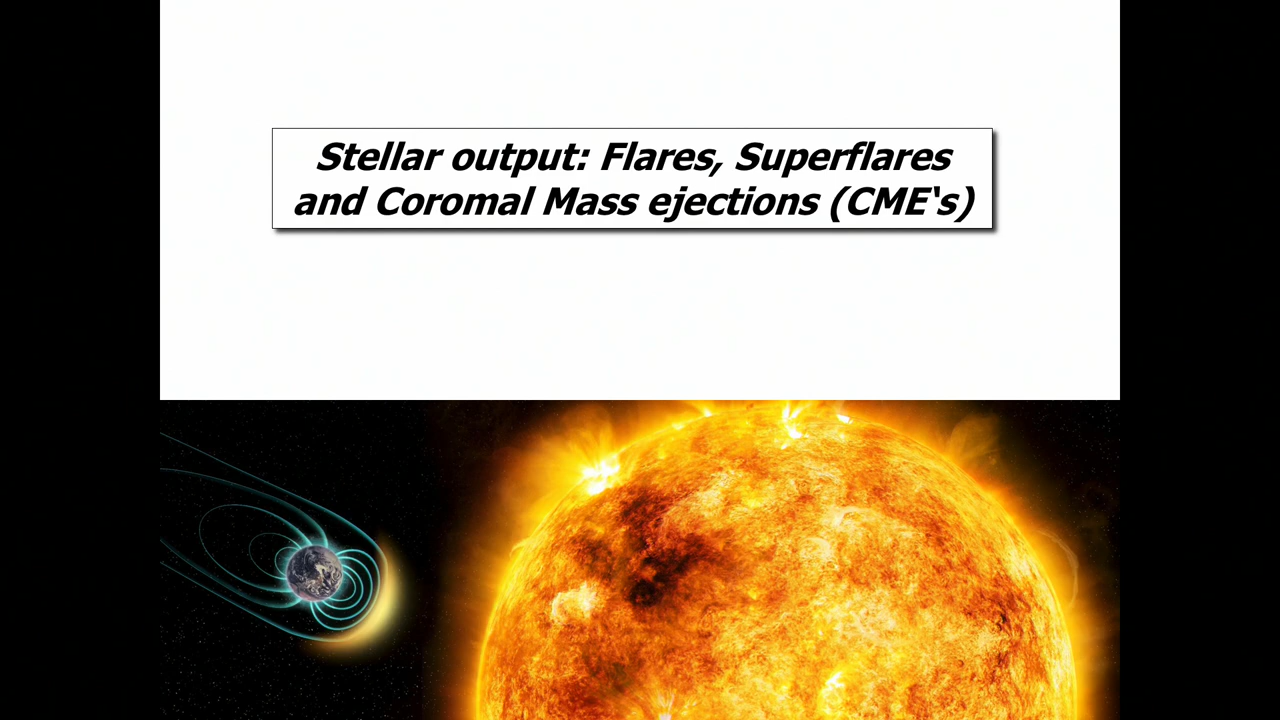 Stellar output: Flares, Superflares
and Coromal Mass ejections (CME‛s)